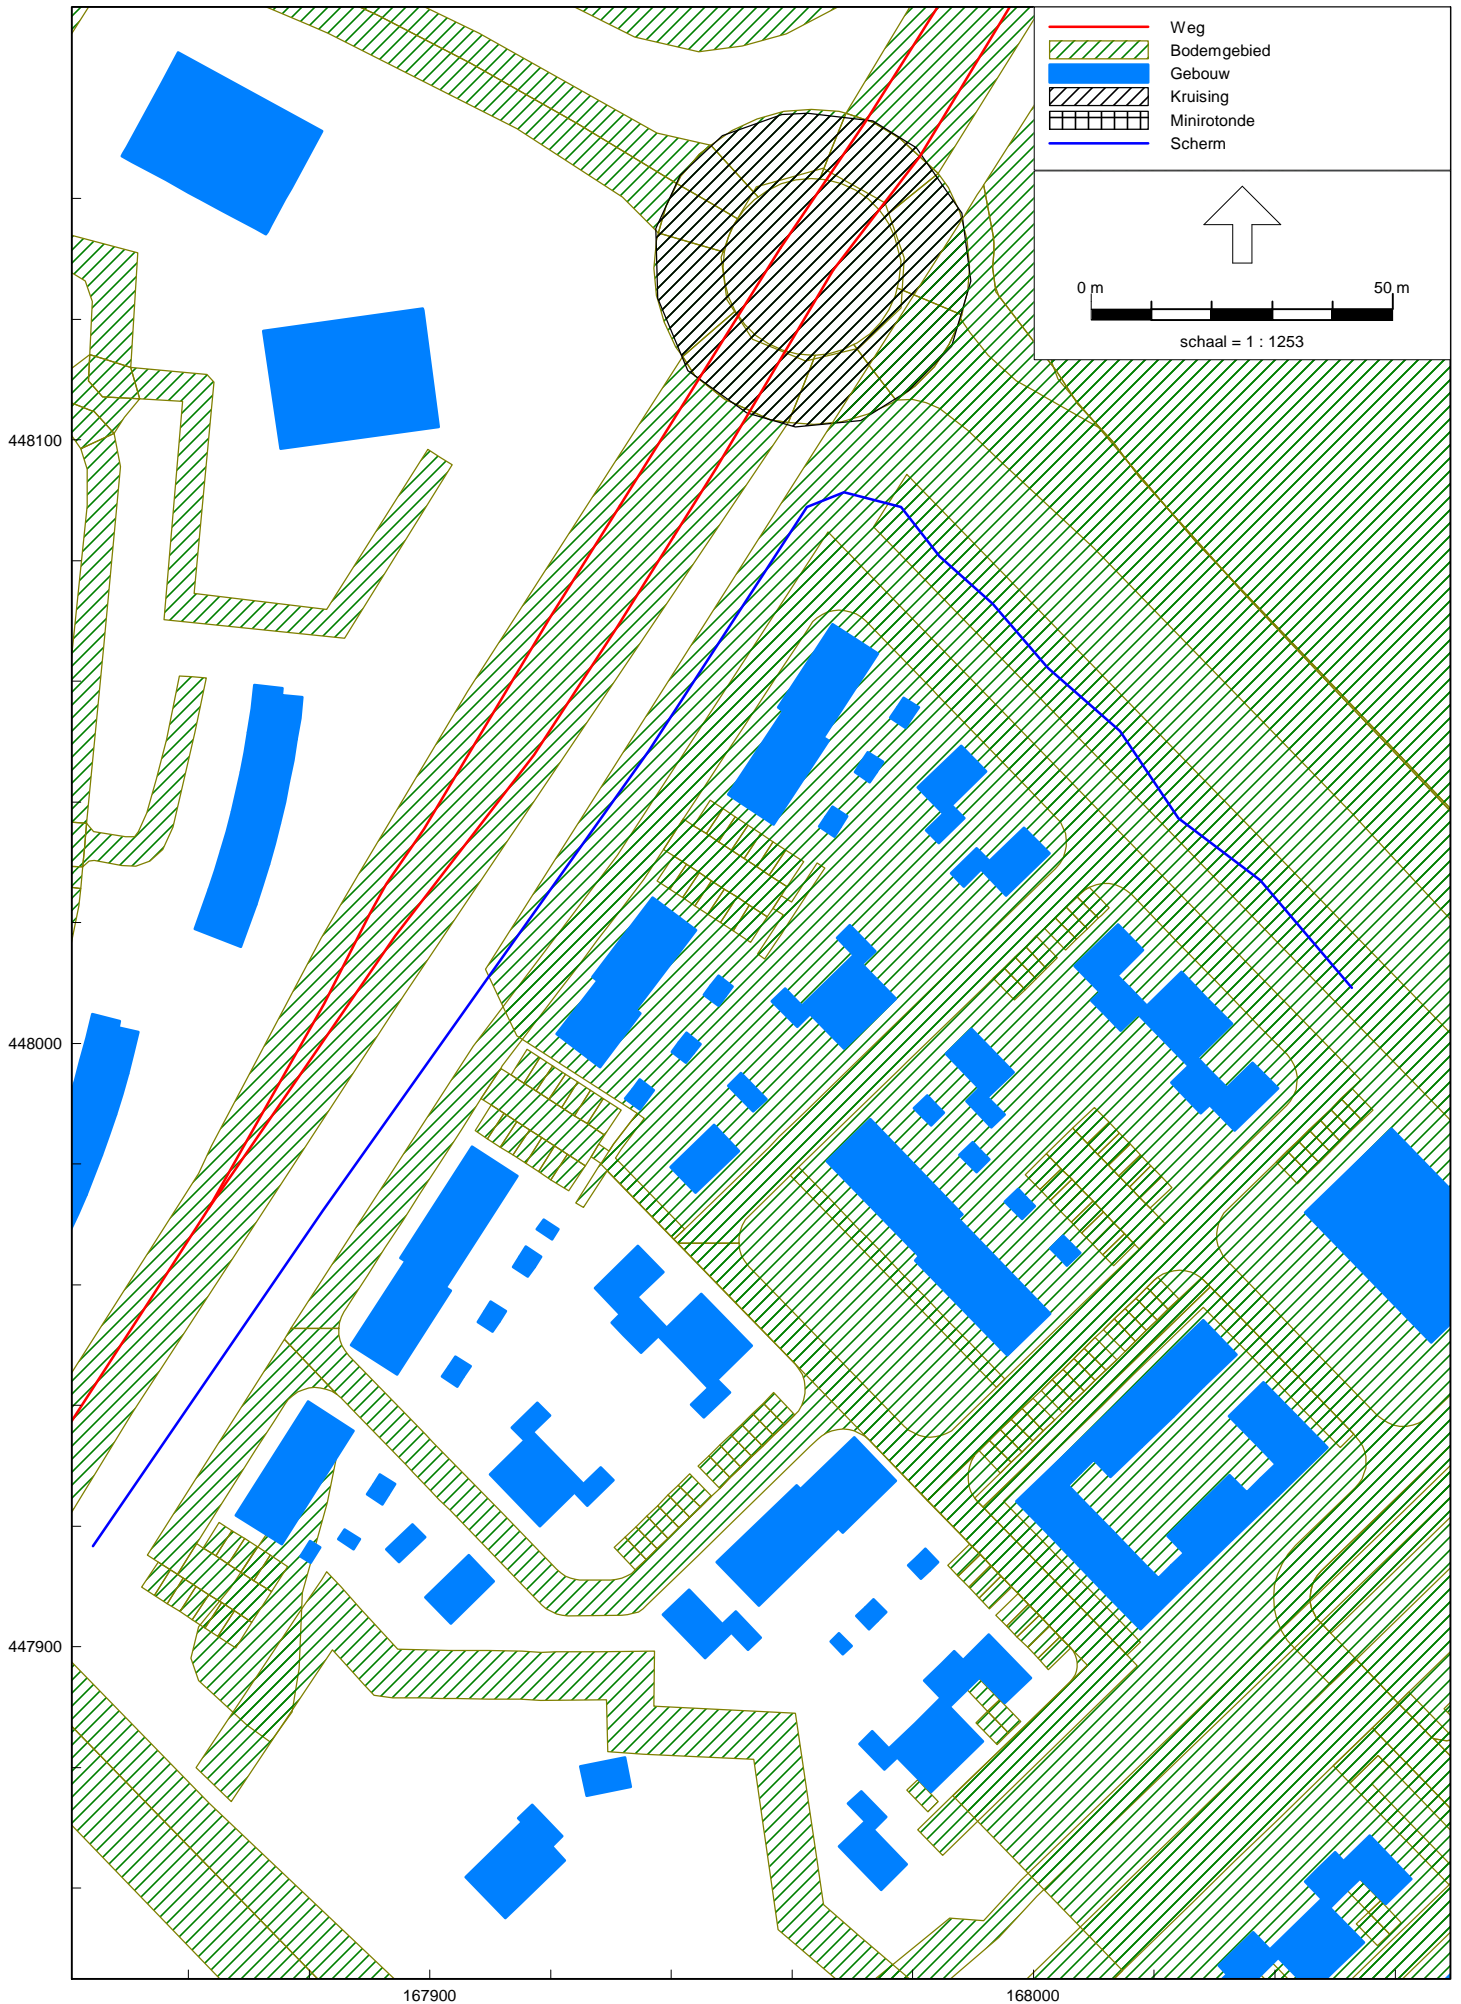 Weg
Bodemgebied
Gebouw
Kruising
Minirotonde
Scherm
0 m 50 m
schaal = 1 : 1253
448100
448000
447900
167900 168000